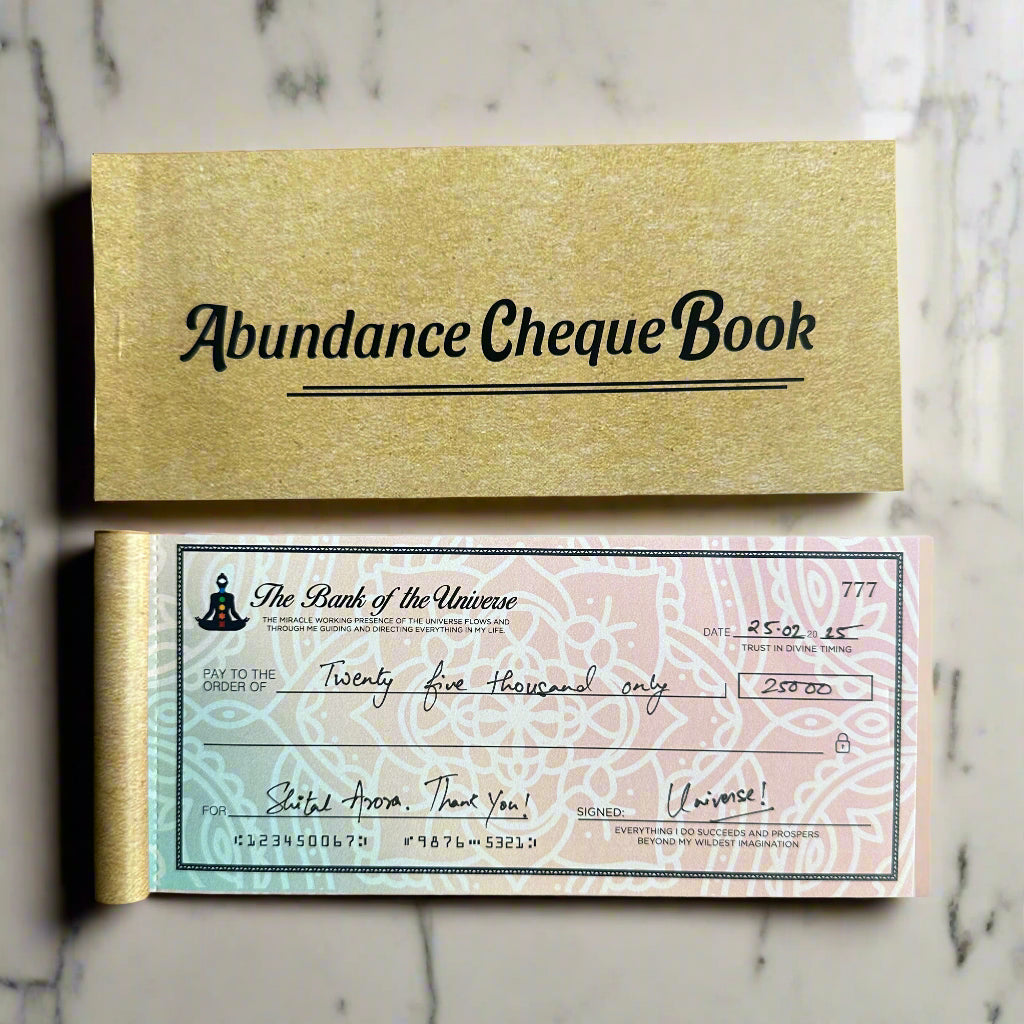 Abundance Cheque Book
The Bank of the Universe
THE MIRACLE WORKING PRESENCE OF THE UNIVERSE FLOWS AND
THROUGH ME GUIDING AND DIRECTING EVERYTHING IN MY LIFE.
777
DATE 25.02 20 25
TRUST IN DIVINE TIMING
PAY TO THE
ORDER OF Twenty five thousand only 25000
FOR Shital Arora. Thank You! SIGNED: Universe!
EVERYTHING I DO SUCCEEDS AND PROSPERS
BEYOND MY WILDEST IMAGINATION
⑆123450067⑆ ⑈9876⑉5321⑆